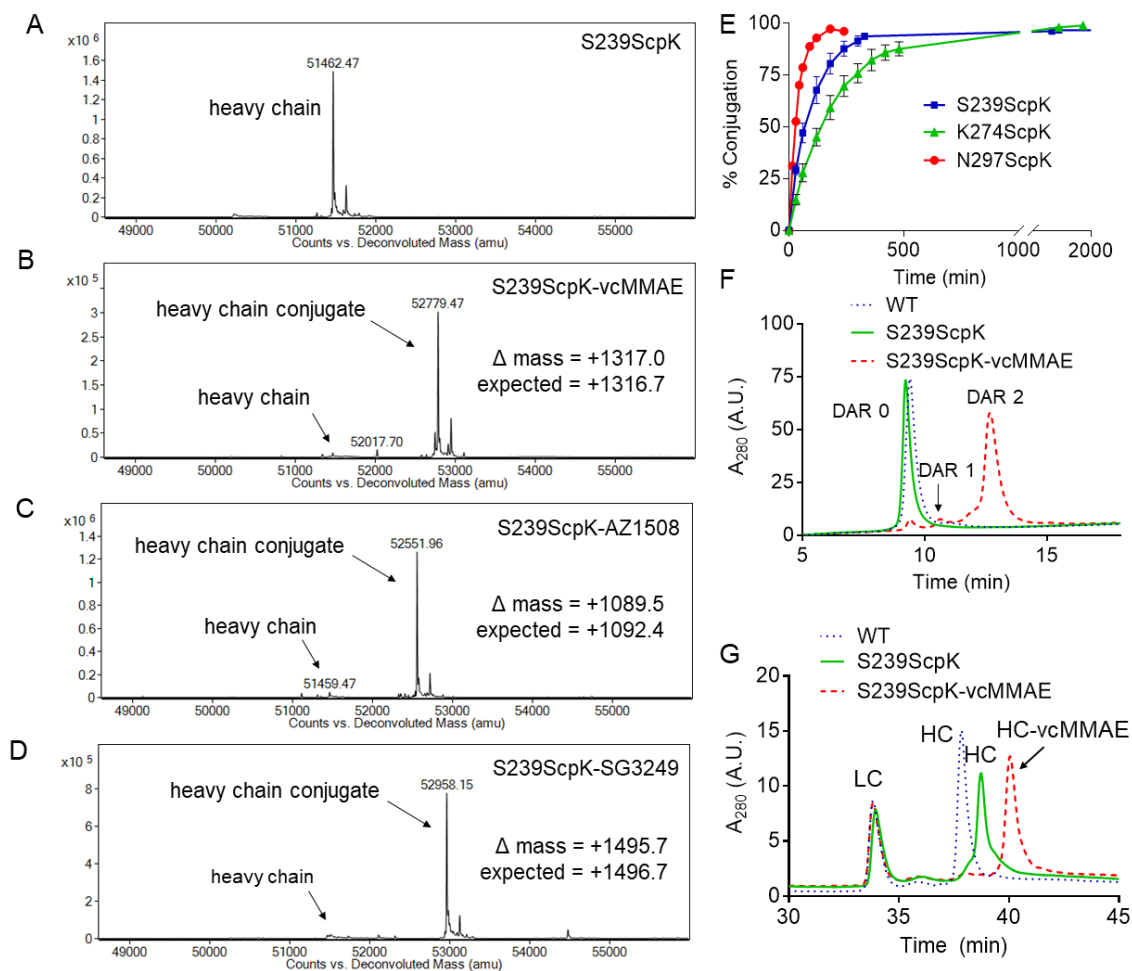 A
x10 6
S239ScpK
1.6
1.4
1.2
1
0.8
0.6
0.4
0.2
0
51462.47
heavy chain
49000 50000 51000 52000 53000 54000 55000
Counts vs. Deconvoluted Mass (amu)
B
x10 5
S239ScpK-vcMMAE
3
2.5
2
1.5
1
0.5
0
heavy chain conjugate
52779.47
Δ mass = +1317.0
expected = +1316.7
heavy chain
52017.70
49000 50000 51000 52000 53000 54000 55000
Counts vs. Deconvoluted Mass (amu)
C
x10 6
S239ScpK-AZ1508
1.4
1.2
1
0.8
0.6
0.4
0.2
0
heavy chain conjugate
52551.96
Δ mass = +1089.5
expected = +1092.4
heavy chain
51459.47
49000 50000 51000 52000 53000 54000 55000
Counts vs. Deconvoluted Mass (amu)
D
x10 5
S239ScpK-SG3249
8
6
4
2
0
heavy chain conjugate
52958.15
Δ mass = +1495.7
expected = +1496.7
heavy chain
49000 50000 51000 52000 53000 54000 55000
Counts vs. Deconvoluted Mass (amu)
E
% Conjugation
100
75
50
25
0
S239ScpK
K274ScpK
N297ScpK
0 500 1000 2000
Time (min)
F
WT
S239ScpK
S239ScpK-vcMMAE
A280 (A.U.)
100
75
50
25
0
DAR 0
DAR 1
DAR 2
5 10 15
Time (min)
G
WT
S239ScpK
S239ScpK-vcMMAE
A280 (A.U.)
20
15
10
5
0
LC
HC
HC
HC-vcMMAE
30 35 40 45
Time (min)